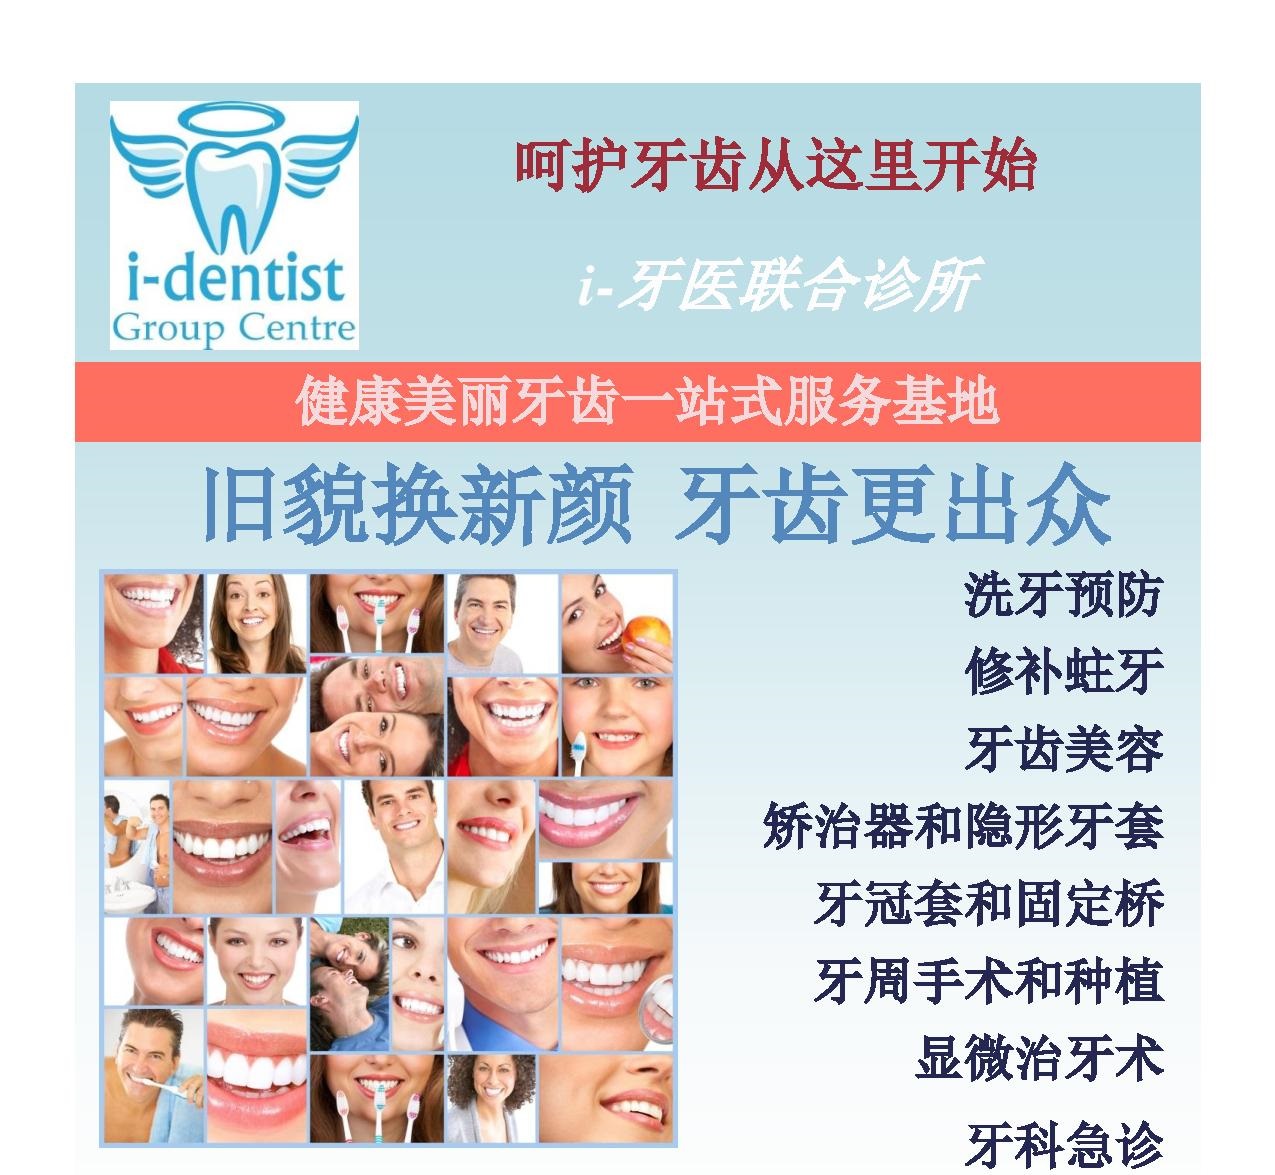 i-dentist
Group Centre
呵护牙齿从这里开始
i-牙医联合诊所
健康美丽牙齿一站式服务基地
旧貌换新颜 牙齿更出众
洗牙预防
修补蛀牙
牙齿美容
矫治器和隐形牙套
牙冠套和固定桥
牙周手术和种植
显微治牙术
牙科急诊